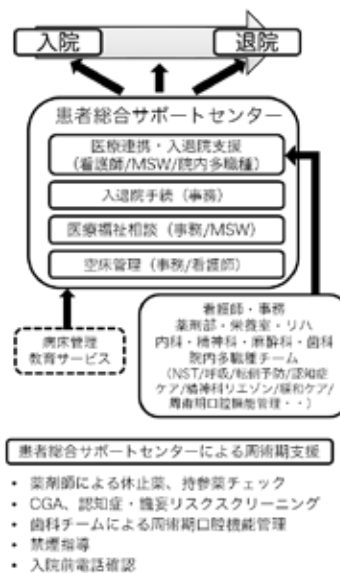 入院
退院
患者総合サポートセンター
医療連携・入退院支援
(看護師/MSW/院内多職種)
入退院手続(事務)
医療福祉相談(事務/MSW)
空床管理(事務/看護師)
病床管理
教育サービス
看護師・事務
薬剤部・栄養室・リハ
内科・精神科・麻酔科・歯科
院内多職種チーム
(NST/呼吸/転倒予防/認知症
ケア/精神科リエゾン/緩和ケア/
周術期口腔機能管理・・)
患者総合サポートセンターによる周術期支援
• 薬剤師による休止薬、持参薬チェック
• CGA、認知症・譫妄リスクスクリーニング
• 歯科チームによる周術期口腔機能管理
• 禁煙指導
• 入院前電話確認